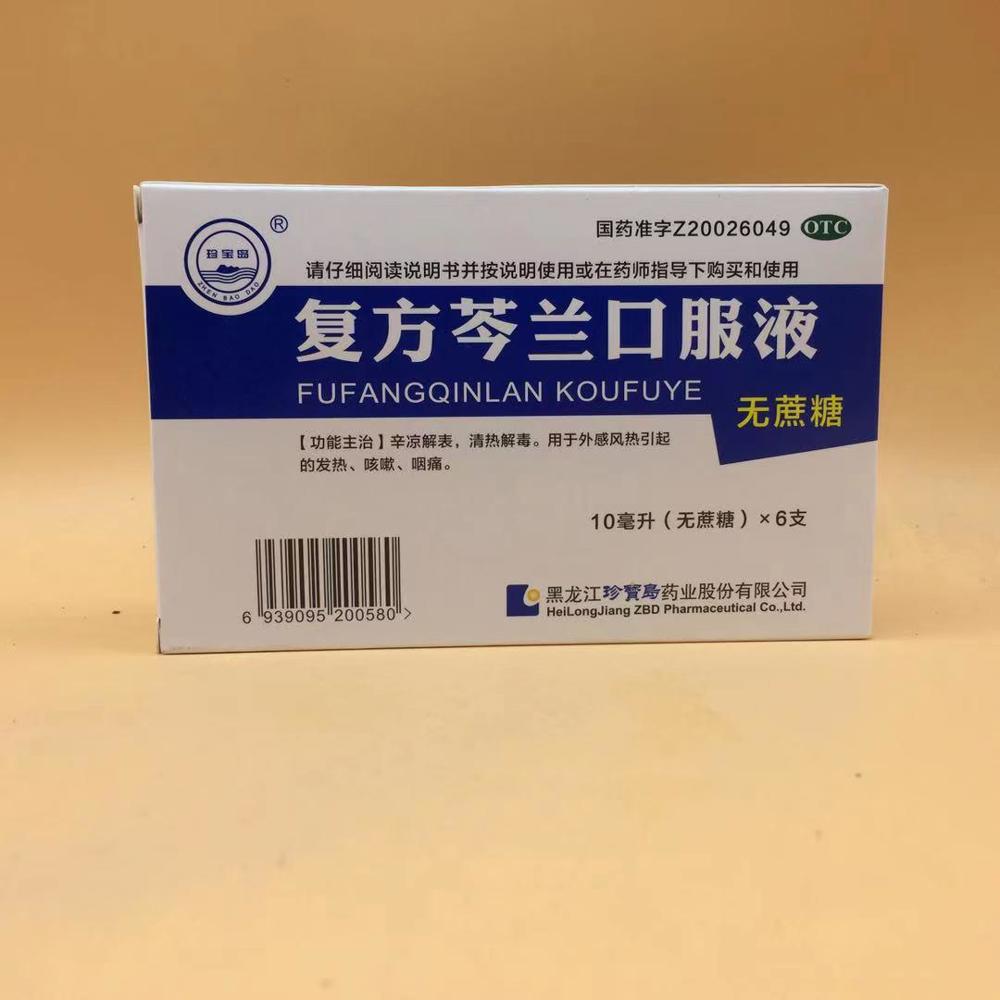 珍宝岛
ZHEN BAO DAO
®
国药准字Z20026049 OTC
请仔细阅读说明书并按说明使用或在药师指导下购买和使用
复方芩兰口服液
FUFANGQINLAN KOUFUYE
无蔗糖
【功能主治】辛凉解表，清热解毒。用于外感风热引起
的发热、咳嗽、咽痛。
10毫升（无蔗糖）×6支
6 939095 200580 >
黑龙江珍寶島药业股份有限公司
HeiLongJiang ZBD Pharmaceutical Co.,Ltd.